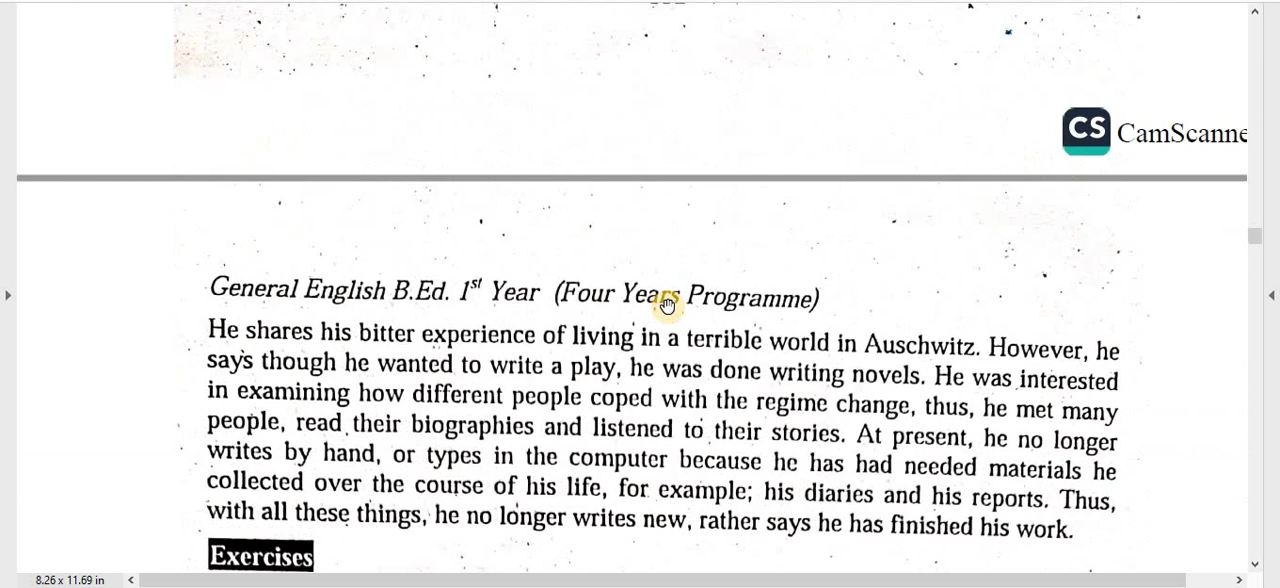 CS CamScanne
General English B.Ed. 1st Year (Four Years Programme)
He shares his bitter experience of living in a terrible world in Auschwitz. However, he
says though he wanted to write a play, he was done writing novels. He was interested
in examining how different people coped with the regime change, thus, he met many
people, read their biographies and listened to their stories. At present, he no longer
writes by hand, or types in the computer because he has had needed materials he
collected over the course of his life, for example; his diaries and his reports. Thus,
with all these things, he no longer writes new, rather says he has finished his work.
Exercises
8.26 x 11.69 in